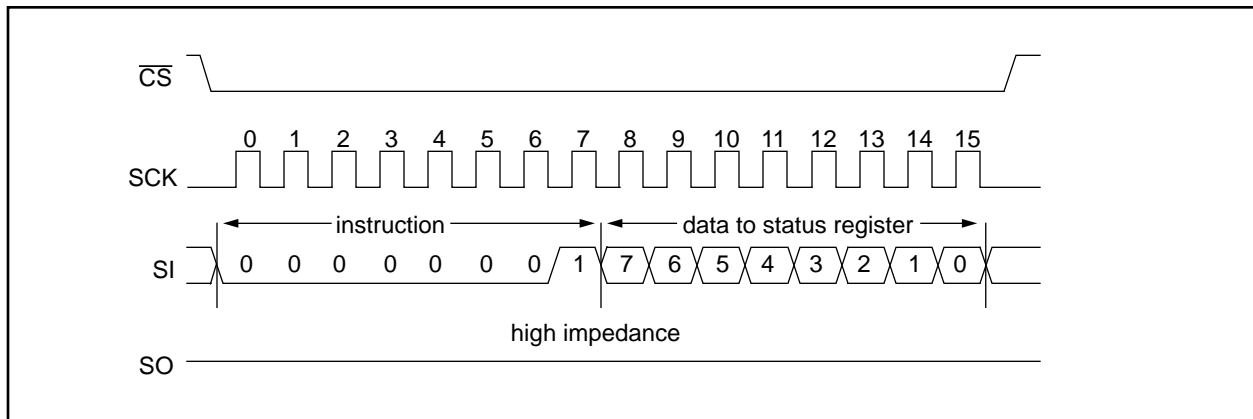 CS
0 1 2 3 4 5 6 7 8 9 10 11 12 13 14 15
SCK
instruction data to status register
SI 0 0 0 0 0 0 0 1 7 6 5 4 3 2 1 0
high impedance
SO